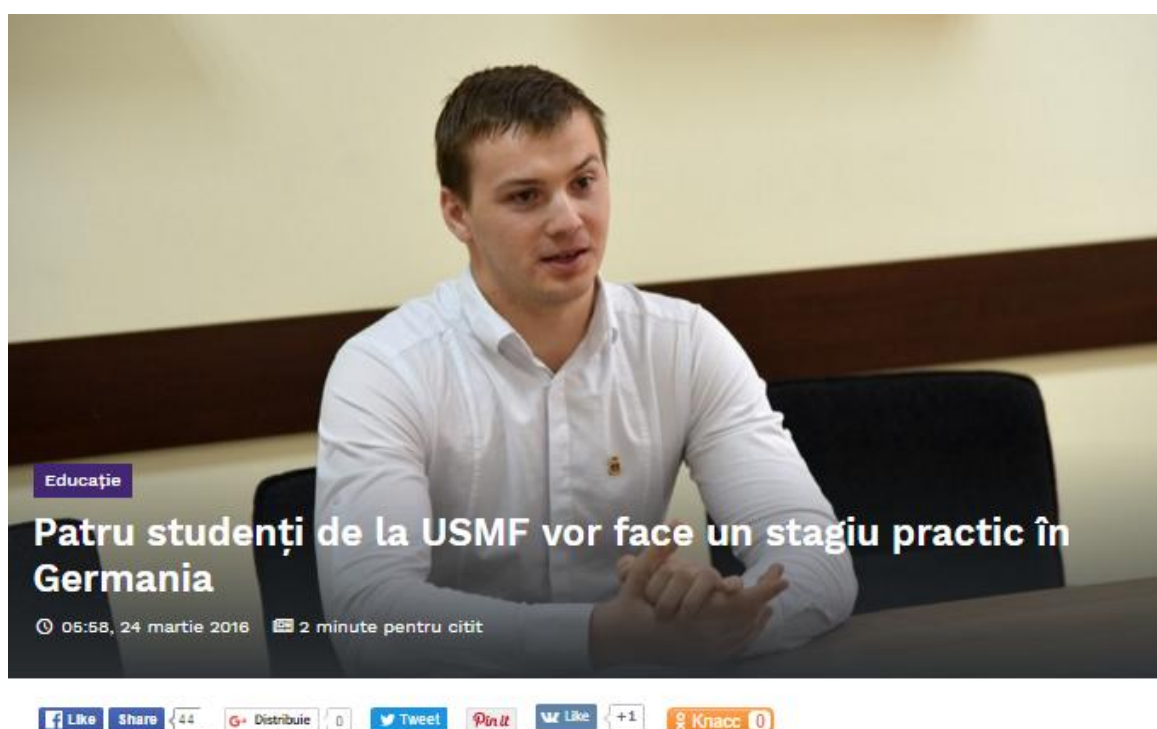 Educație
Patru studenți de la USMF vor face un stagiu practic în
Germania
05:58, 24 martie 2016 2 minute pentru citit
Like Share 44 G+ Distribuie 0 Tweet Pin it Like +1 Класс 0